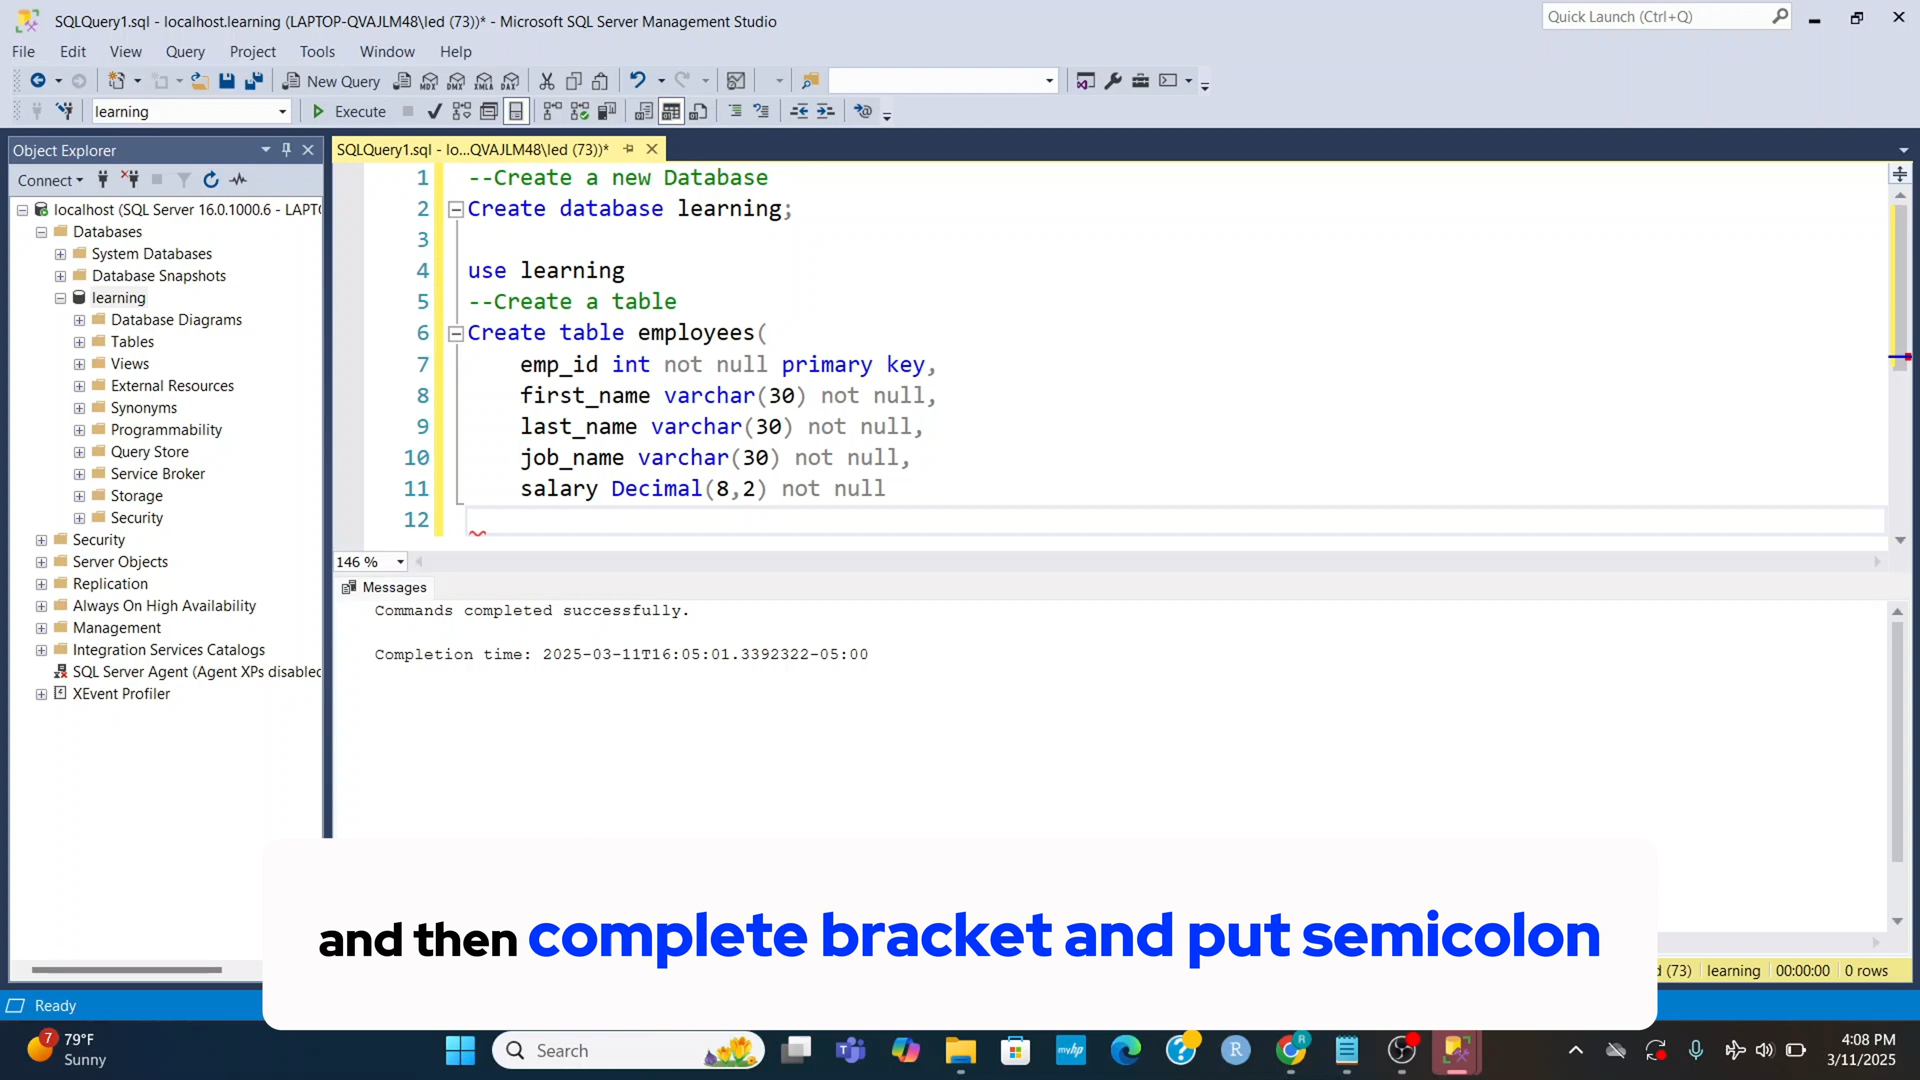 SQLQuery1.sql - localhost.learning (LAPTOP-QVAJLM48\led (73))* - Microsoft SQL Server Management Studio
Quick Launch (Ctrl+Q)
File Edit View Query Project Tools Window Help
New Query MDX DMX XMLA DAX
learning Execute
Object Explorer
SQLQuery1.sql - lo...QVAJLM48\led (73))*
Connect
localhost (SQL Server 16.0.1000.6 - LAPT
Databases
System Databases
Database Snapshots
learning
Database Diagrams
Tables
Views
External Resources
Synonyms
Programmability
Query Store
Service Broker
Storage
Security
Security
Server Objects
Replication
Always On High Availability
Management
Integration Services Catalogs
SQL Server Agent (Agent XPs disabled
XEvent Profiler
1 --Create a new Database
2 Create database learning;
3
4 use learning
5 --Create a table
6 Create table employees(
7 emp_id int not null primary key,
8 first_name varchar(30) not null,
9 last_name varchar(30) not null,
10 job_name varchar(30) not null,
11 salary Decimal(8,2) not null
12
146 %
Messages
Commands completed successfully.
Completion time: 2025-03-11T16:05:01.3392322-05:00
and then complete bracket and put semicolon
(73) learning 00:00:00 0 rows
Ready
7 79°F
Sunny
Search
myhp
R
R
4:08 PM
3/11/2025